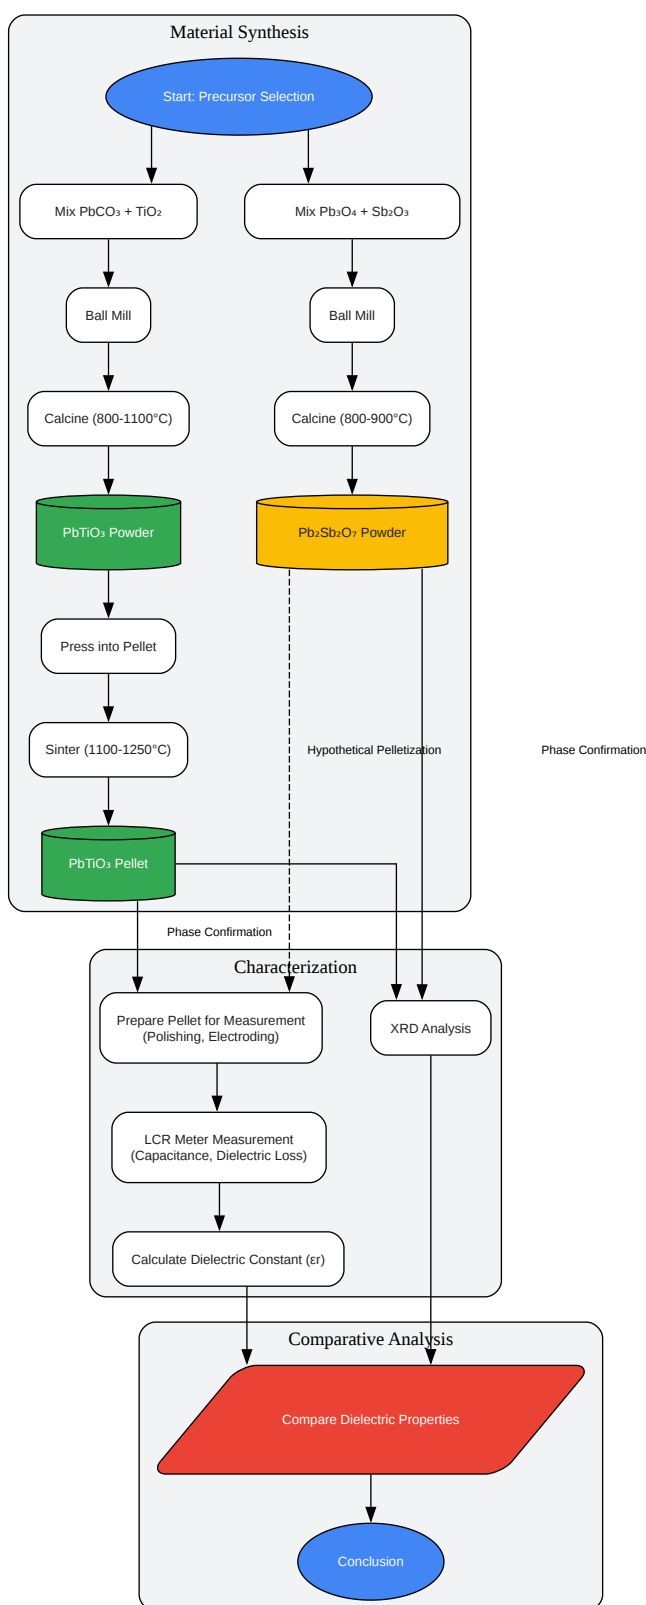 Material Synthesis
Start: Precursor Selection
Mix PbCO₃ + TiO₂
Mix Pb₃O₄ + Sb₂O₃
Ball Mill
Ball Mill
Calcine (800-1100°C)
Calcine (800-900°C)
PbTiO₃ Powder
Pb₂Sb₂O₇ Powder
Press into Pellet
Sinter (1100-1250°C)
Hypothetical Pelletization
Phase Confirmation
PbTiO₃ Pellet
Phase Confirmation
Characterization
Prepare Pellet for Measurement
(Polishing, Electroding)
XRD Analysis
LCR Meter Measurement
(Capacitance, Dielectric Loss)
Calculate Dielectric Constant (εr)
Comparative Analysis
Compare Dielectric Properties
Conclusion